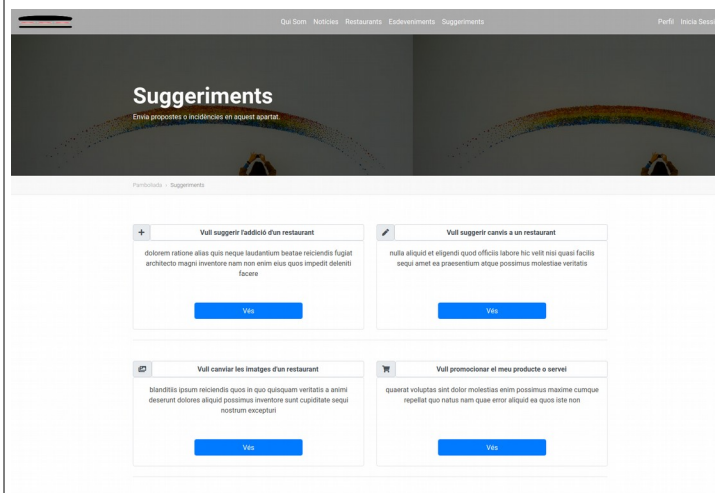 Qui Som Notícies Restaurants Esdeveniments Suggeriments
Perfil Inicia Sessi
Suggeriments
Envia propostes o incidències en aquest apartat.
Pamboliada › Suggeriments
Vull suggerir l'addició d'un restaurant
dolorem ratione alias quis neque laudantium beatae reiciendis fugiat
architecto magni inventore nam non enim eius quos impedit deleniti
facere
Vés
Vull suggerir canvis a un restaurant
nulla aliquid et eligendi quod officiis labore hic velit nisi quasi facilis
sequi amet ea praesentium atque possimus molestiae veritatis
Vés
Vull canviar les imatges d'un restaurant
blanditiis ipsum reiciendis quos in quo quisquam veritatis a animi
deserunt dolores aliquid possimus inventore sunt cupiditate sequi
nostrum excepturi
Vés
Vull promocionar el meu producte o servei
quaerat voluptas sint dolor molestias enim possimus maxime cumque
repellat quo natus nam quae error aliquid ea quos iste non
Vés